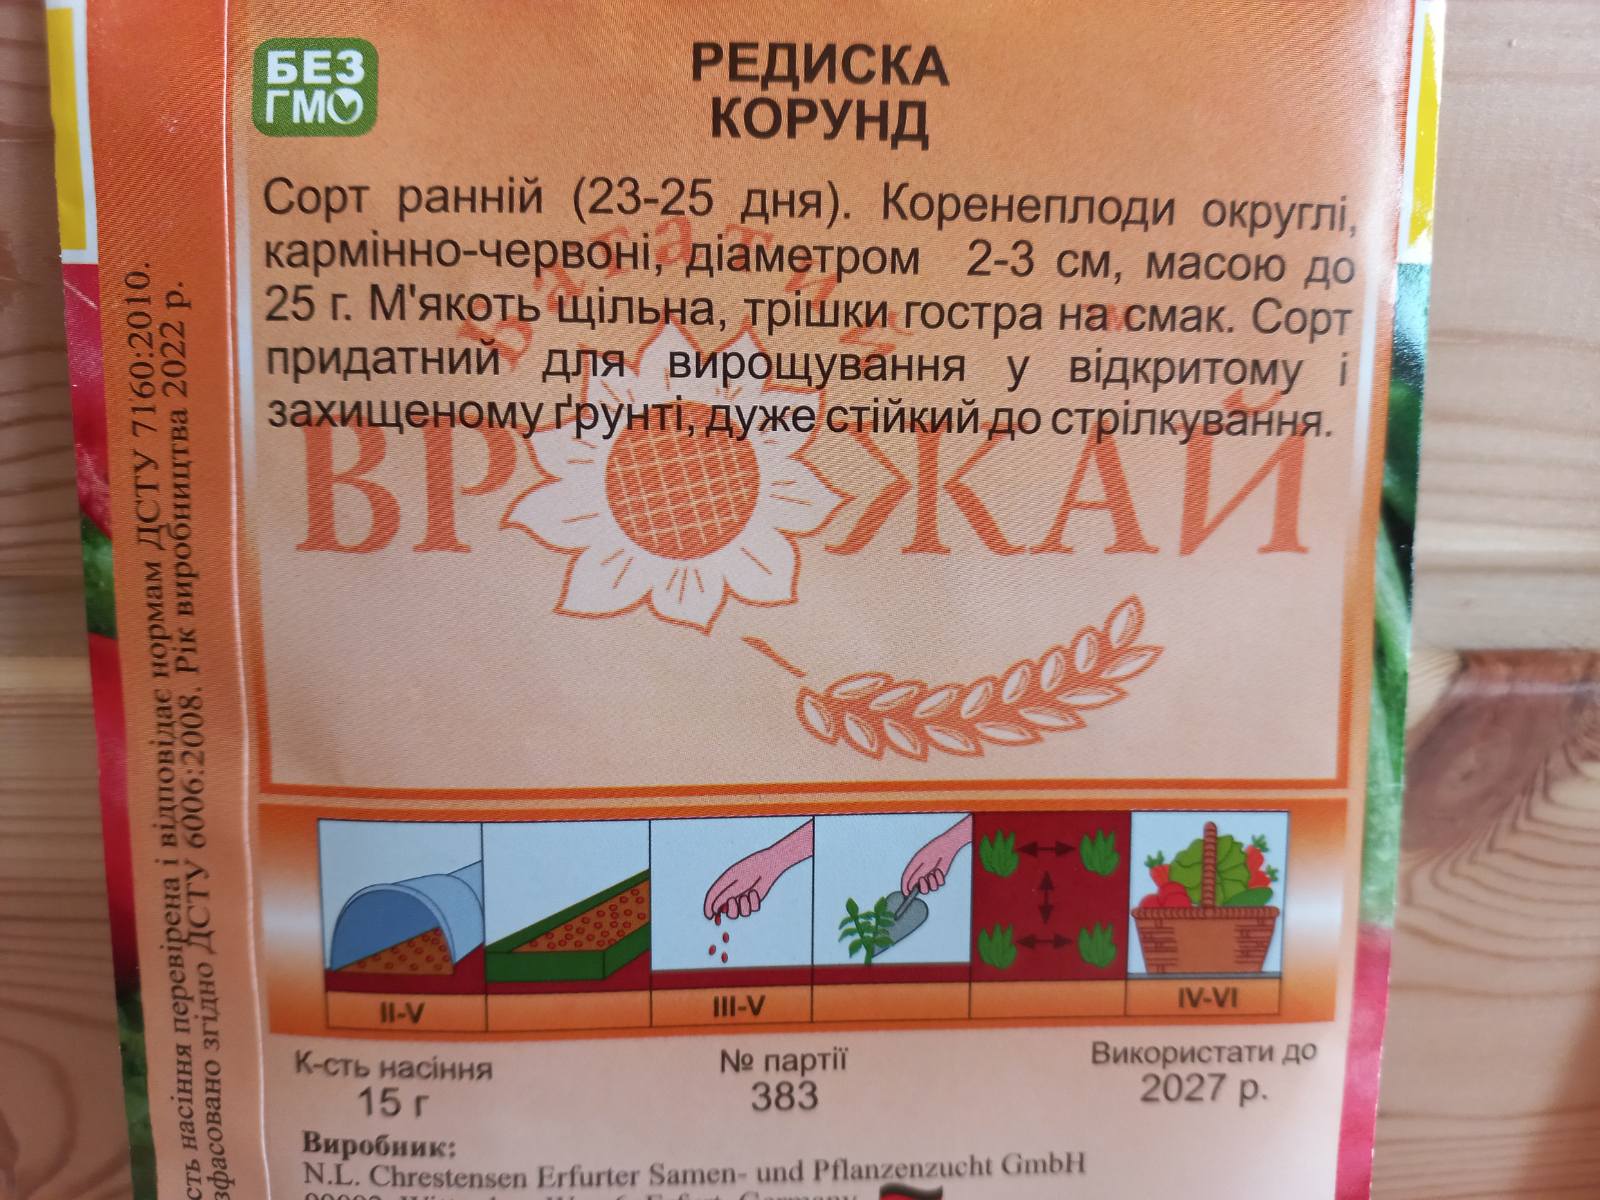 БЕЗ
ГМО
РЕДИСКА
КОРУНД
Сорт ранній (23-25 дня). Коренеплоди округлі,
кармінно-червоні, діаметром 2-3 см, масою до
25 г. М'якоть щільна, трішки гостра на смак. Сорт
придатний для вирощування у відкритому і
захищеному ґрунті, дуже стійкий до стрілкування.
Багатий
ВРОЖАЙ
II-V
III-V
IV-VI
К-сть насіння
15 г
№ партії
383
Використати до
2027 р.
Виробник:
N.L. Chrestensen Erfurter Samen- und Pflanzenzucht GmbH
насіння перевірена і відповідає нормам ДСТУ 7160:2010.
згідно ДСТУ 6006:2008. Рік виробництва 2022 р.